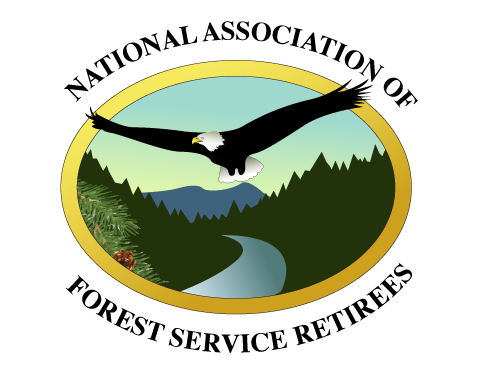 NATIONAL ASSOCIATION OF
FOREST SERVICE RETIREES